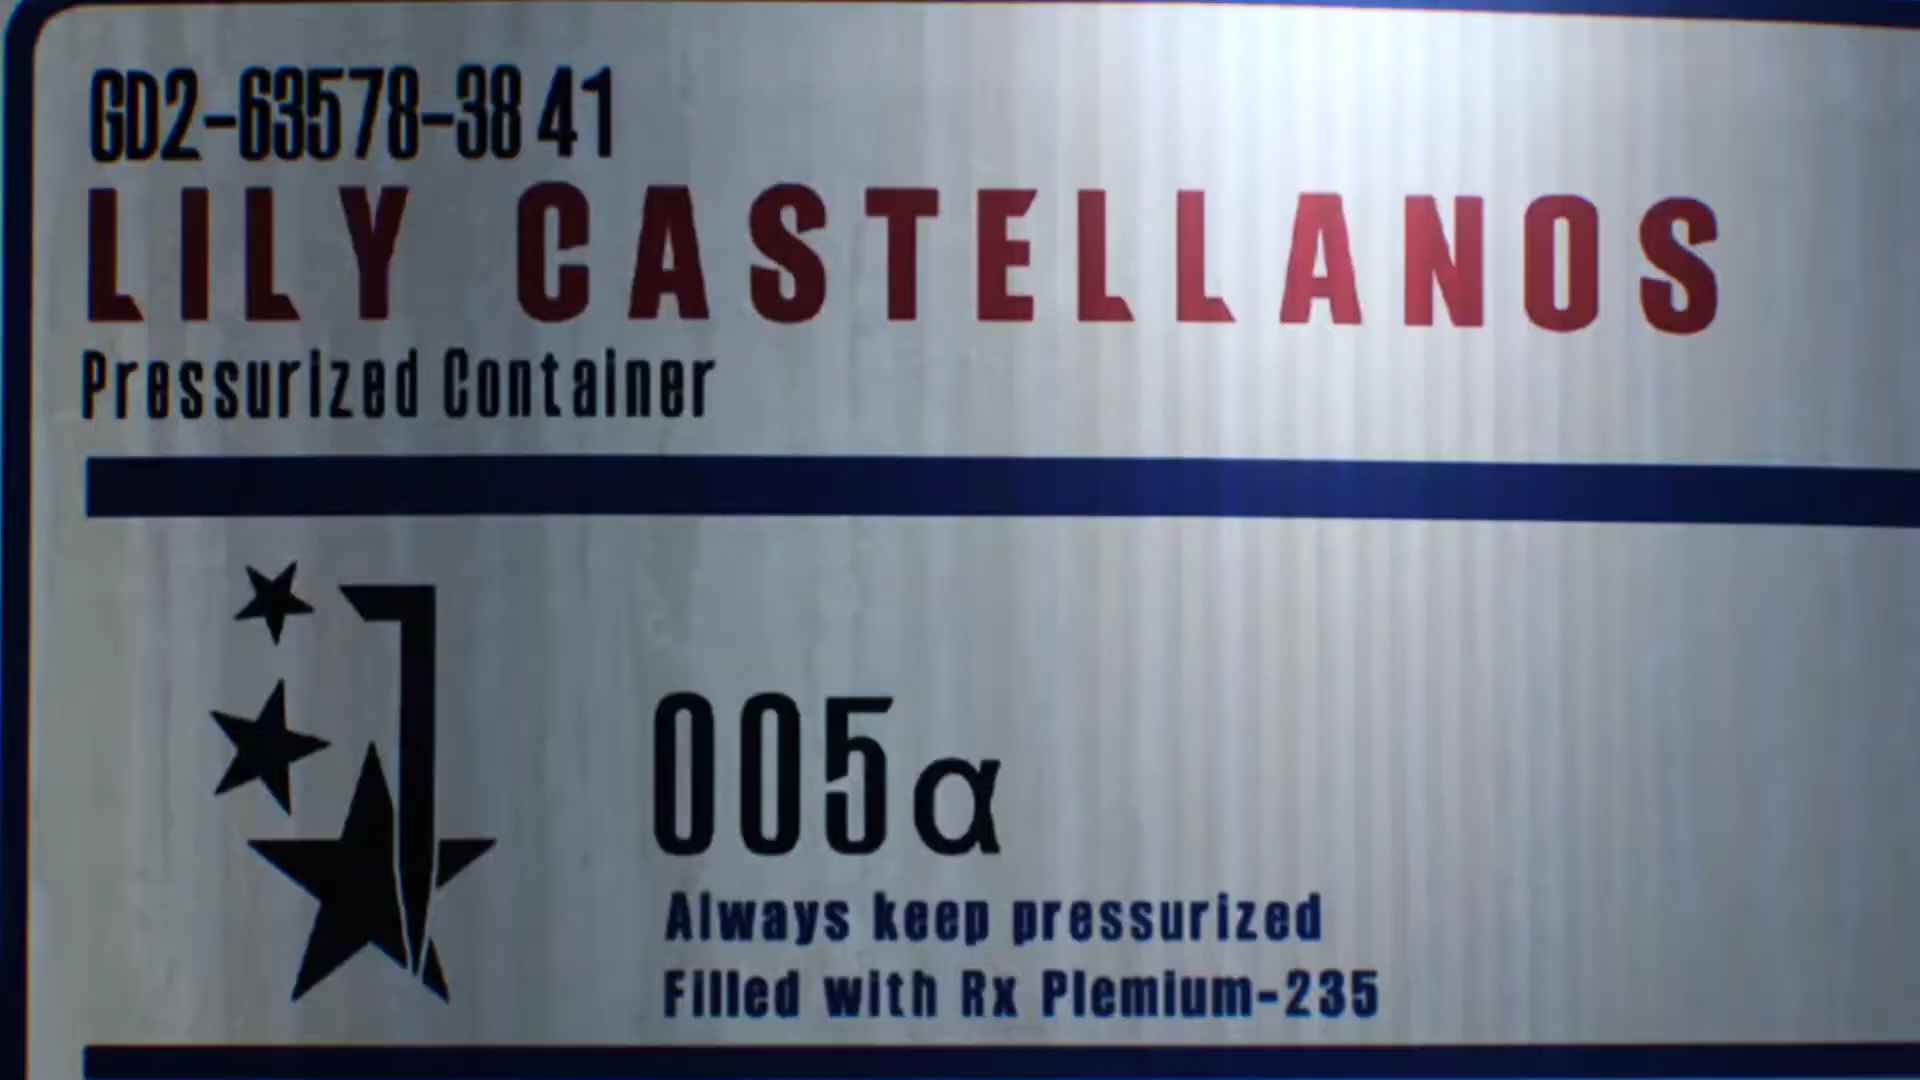 GD2-63578-38 41
LILY CASTELLANOS
Pressurized Container
005α
Always keep pressurized
Filled with Rx Plemium-235